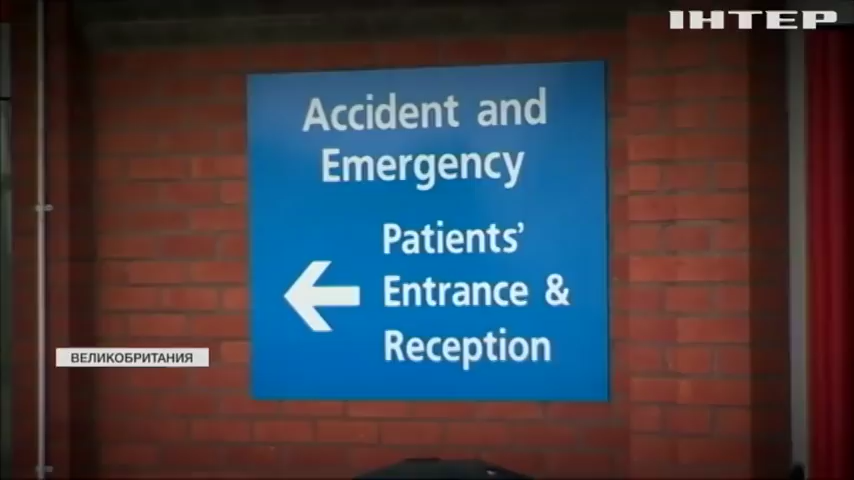 ІНТЕР
Accident and
Emergency
Patients'
Entrance &
Reception
ВЕЛИКОБРИТАНИЯ